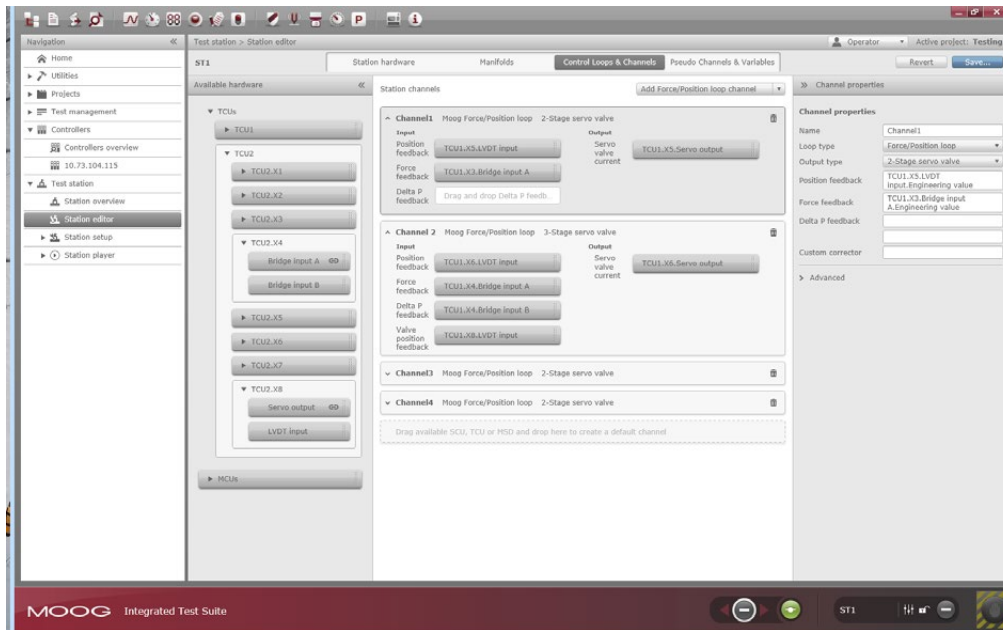 P
Navigation
Home
Utilities
Projects
Test management
Controllers
Controllers overview
10.73.104.115
Test station
Station overview
Station editor
Station setup
Station player
Test station > Station editor
Operator
Active project: Testing
ST1
Station hardware
Manifolds
Control Loops & Channels
Pseudo Channels & Variables
Revert
Save...
Available hardware
TCUs
TCU1
TCU2
TCU2.X1
TCU2.X2
TCU2.X3
TCU2.X4
Bridge input A
Bridge input B
TCU2.X5
TCU2.X6
TCU2.X7
TCU2.X8
Servo output
LVDT input
MCUs
Station channels
Add Force/Position loop channel
Channel1 Moog Force/Position loop 2-Stage servo valve
Input
Output
Position feedback
TCU1.X5.LVDT input
Servo valve current
TCU1.X5.Servo output
Force feedback
TCU1.X3.Bridge input A
Delta P feedback
Drag and drop Delta P feedb.
Channel 2 Moog Force/Position loop 3-Stage servo valve
Input
Output
Position feedback
TCU1.X6.LVDT input
Servo valve current
TCU1.X6.Servo output
Force feedback
TCU1.X4.Bridge input A
Delta P feedback
TCU1.X4.Bridge input B
Valve position feedback
TCU1.X8.LVDT input
Channel3 Moog Force/Position loop 2-Stage servo valve
Channel4 Moog Force/Position loop 2-Stage servo valve
Drag available SCU, TCU or MSD and drop here to create a default channel
Channel properties
Channel properties
Name
Channel1
Loop type
Force/Position loop
Output type
2-Stage servo valve
Position feedback
TCU1.X5.LVDT
input.Engineering value
Force feedback
TCU1.X3.Bridge input
A.Engineering value
Delta P feedback
Custom corrector
Advanced
MOOG Integrated Test Suite
ST1